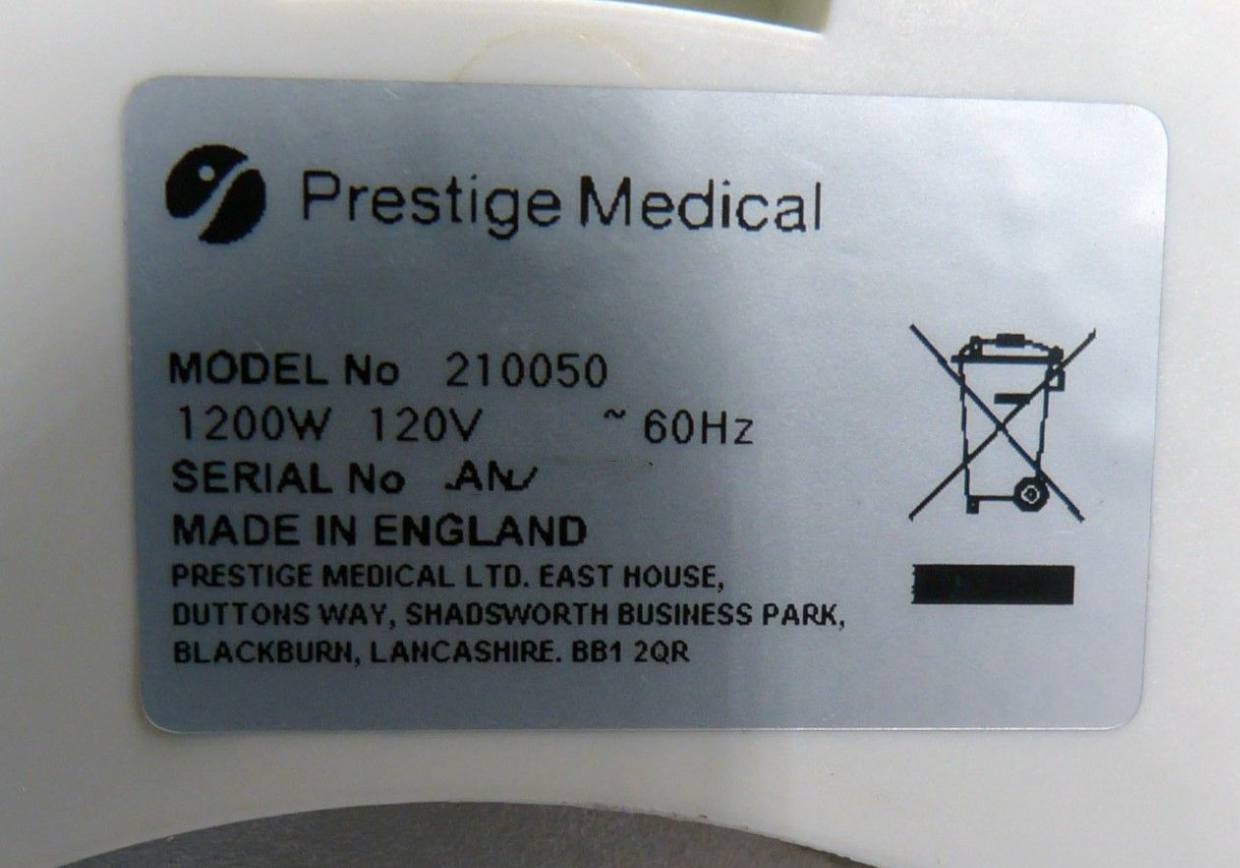 Prestige Medical
MODEL No 210050
1200W 120V ~ 60Hz
SERIAL No
MADE IN ENGLAND
PRESTIGE MEDICAL LTD. EAST HOUSE,
DUTTONS WAY, SHADSWORTH BUSINESS PARK,
BLACKBURN, LANCASHIRE. BB1 2QR